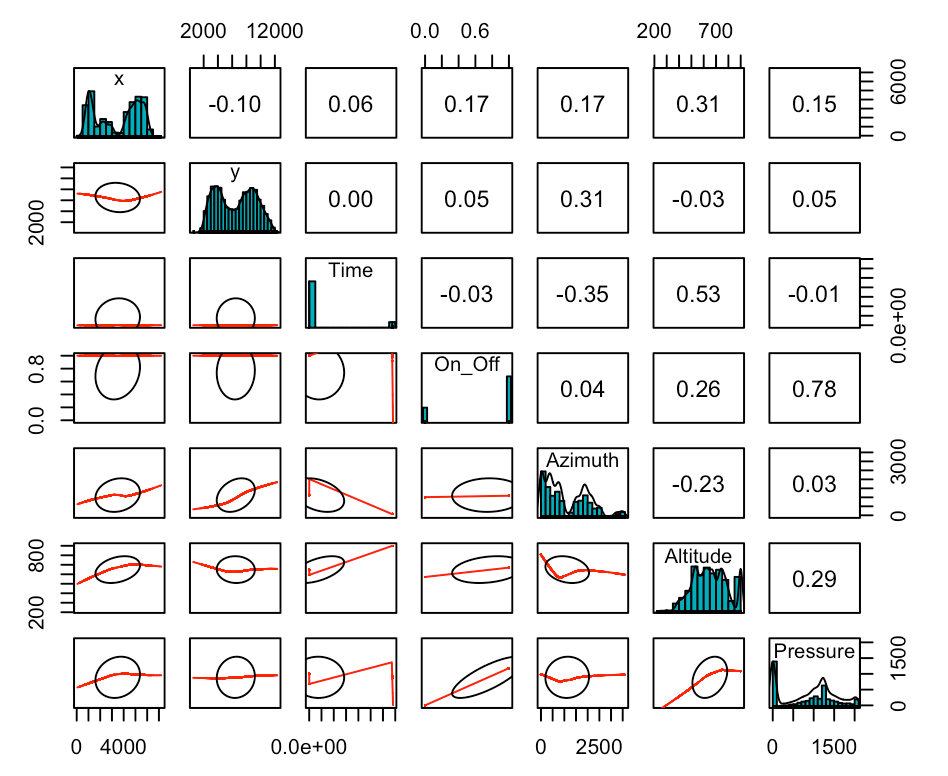 2000 12000 0.0 0.6 200 700
x -0.10 0.06 0.17 0.17 0.31 0.15 0 6000
2000 y 0.00 0.05 0.31 -0.03 0.05
Time -0.03 -0.35 0.53 -0.01 0.0e+00
0.0 0.8 On_Off 0.04 0.26 0.78
Azimuth -0.23 0.03 0 3000
200 800 Altitude 0.29
Pressure 0 1500
0 4000 0.0e+00 0 2500 0 1500